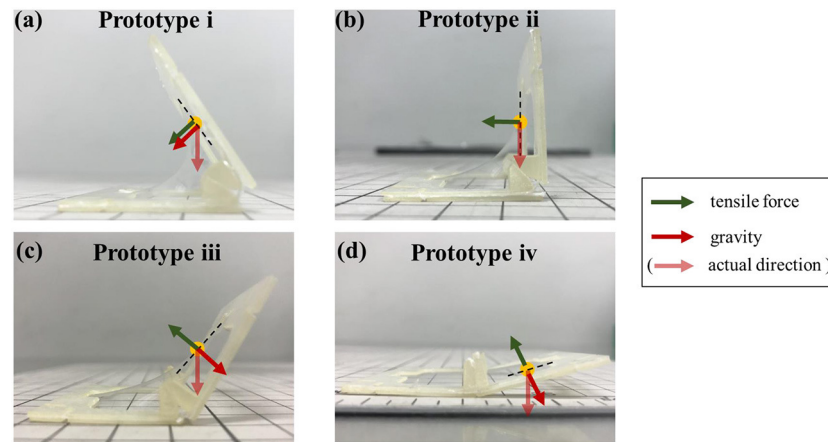 (a) Prototype i
(b) Prototype ii
(c) Prototype iii
(d) Prototype iv
tensile force
gravity
( actual direction )